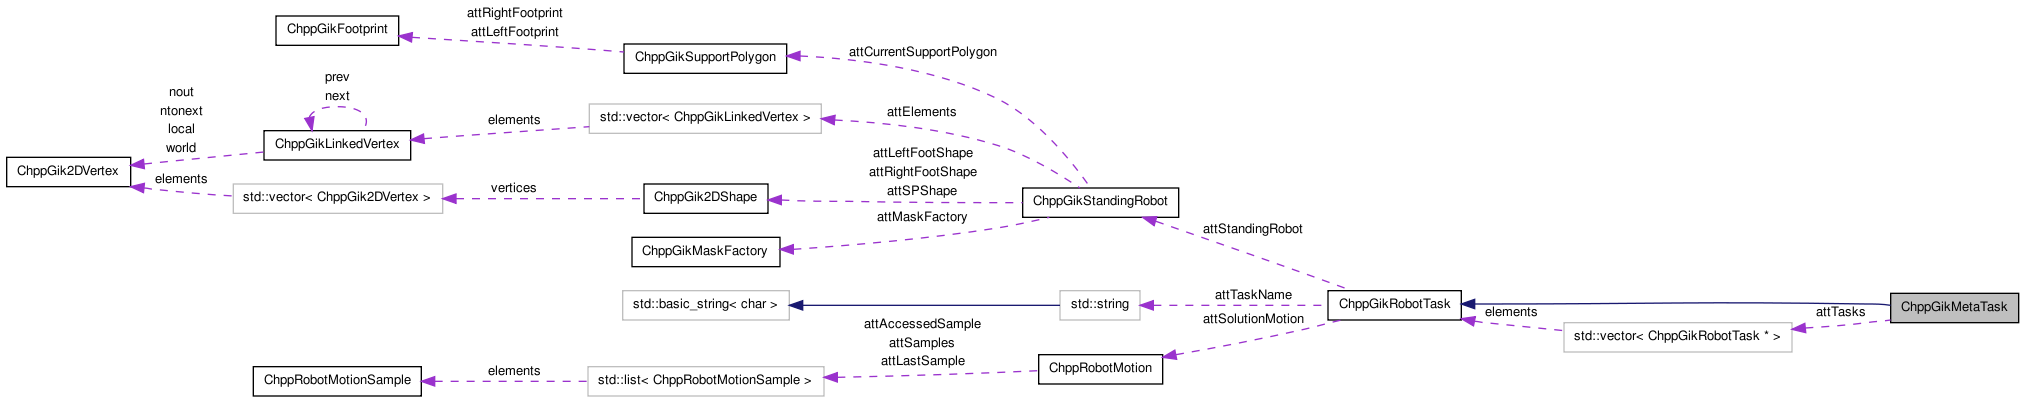 attRightFootprint
attLeftFootprint
ChppGikFootprint
ChppGikSupportPolygon
attCurrentSupportPolygon
prev
next
nout
ntonext
local
world
ChppGikLinkedVertex
elements
std::vector< ChppGikLinkedVertex >
attElements
ChppGik2DVertex
elements
std::vector< ChppGik2DVertex >
vertices
ChppGik2DShape
attLeftFootShape
attRightFootShape
attSPShape
attMaskFactory
ChppGikStandingRobot
ChppGikMaskFactory
attStandingRobot
std::basic_string< char >
std::string
attTaskName
attSolutionMotion
ChppGikRobotTask
elements
std::vector< ChppGikRobotTask * >
attTasks
ChppGikMetaTask
attAccessedSample
attSamples
attLastSample
ChppRobotMotionSample
elements
std::list< ChppRobotMotionSample >
ChppRobotMotion